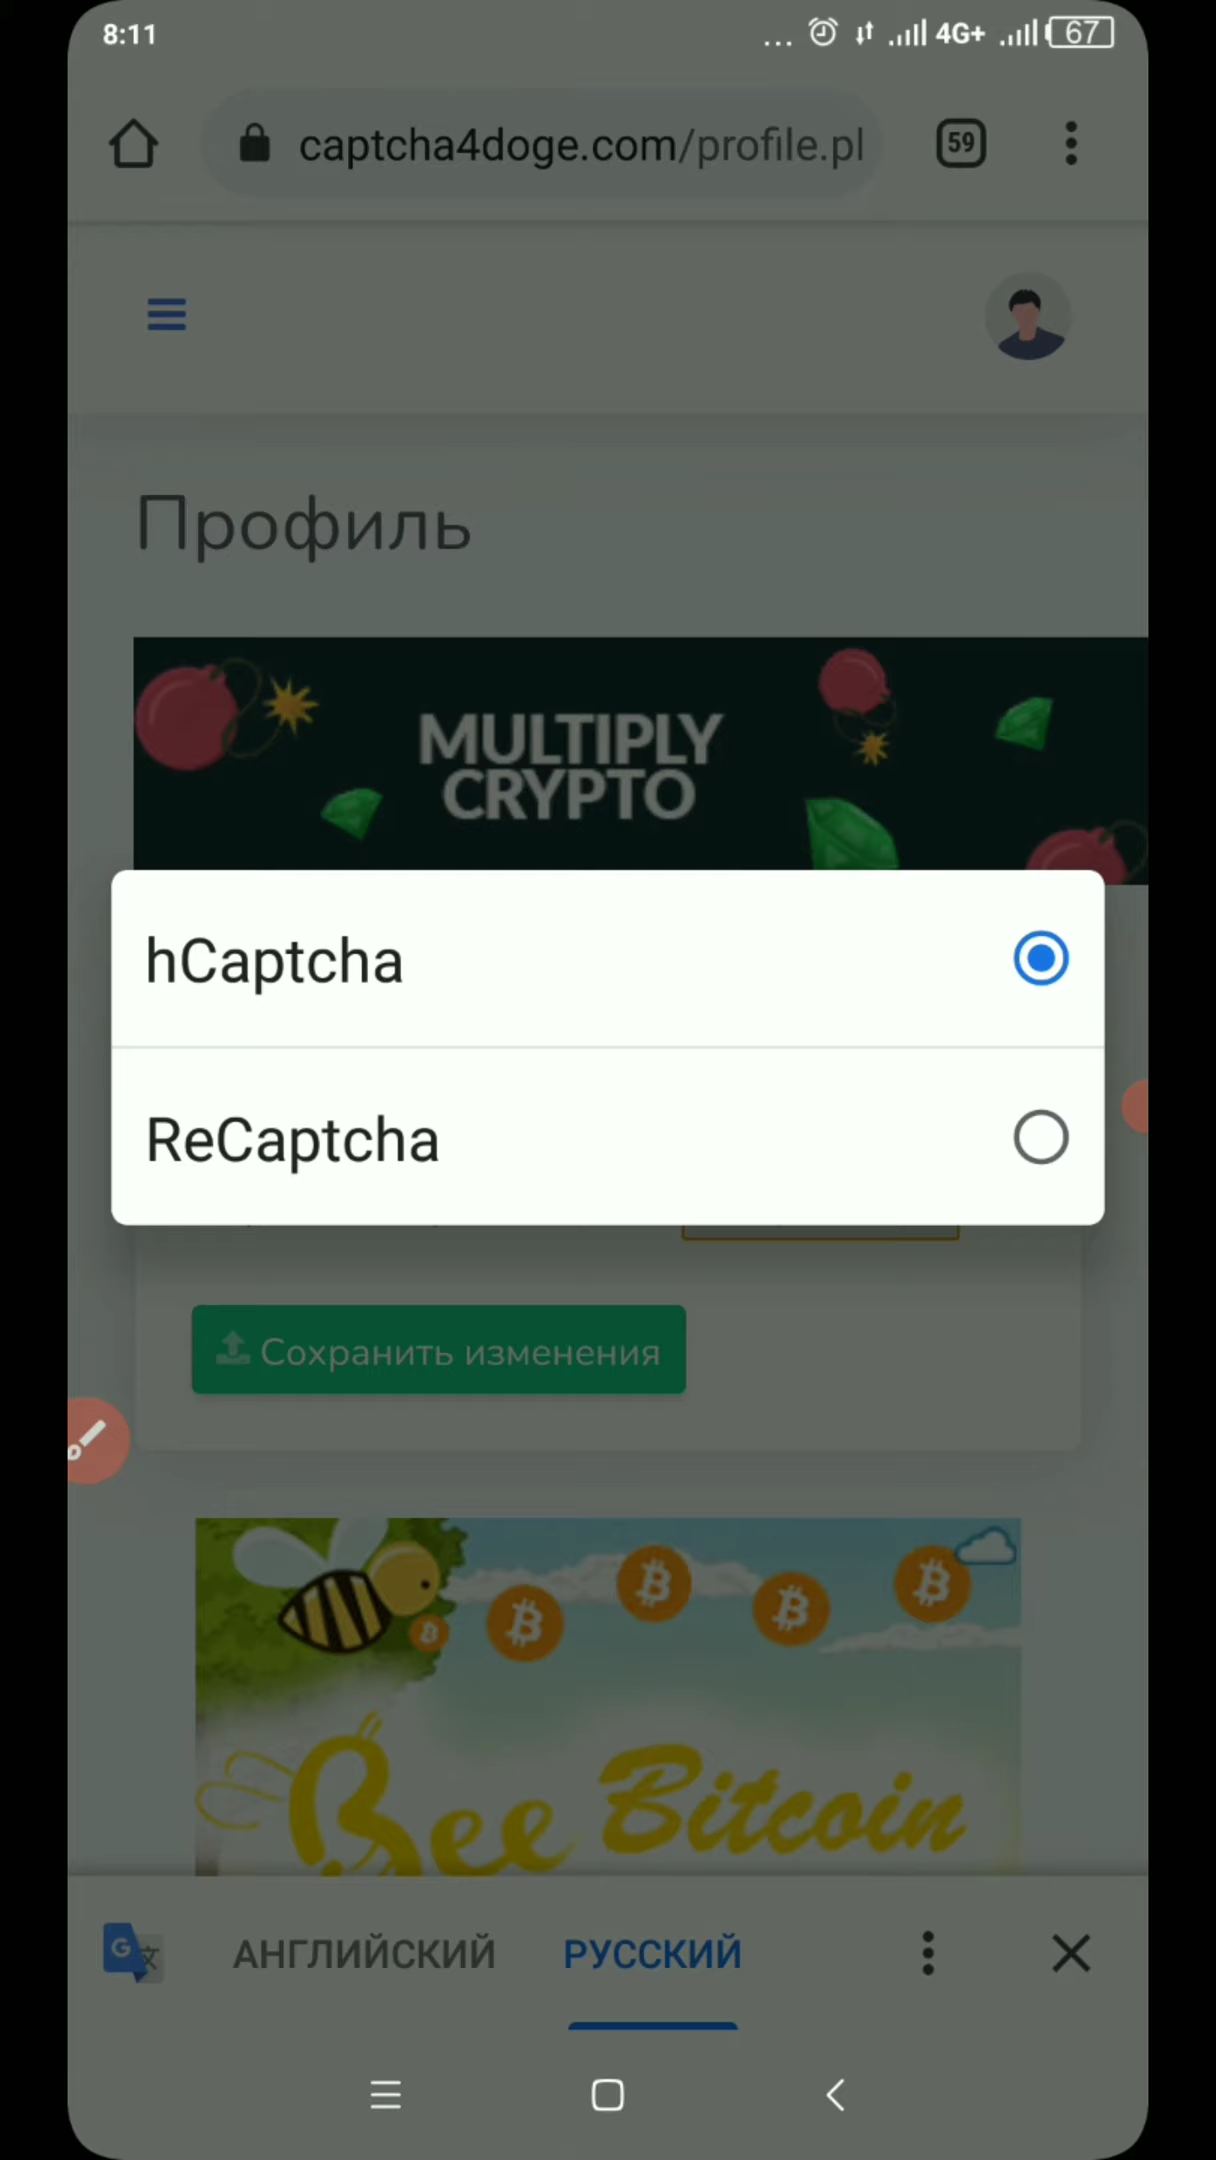 8:11
... 4G+ 67
captcha4doge.com/profile.pl
59
Профиль
MULTIPLY
CRYPTO
hCaptcha
ReCaptcha
Сохранить изменения
Bee Bitcoin
АНГЛИЙСКИЙ РУССКИЙ